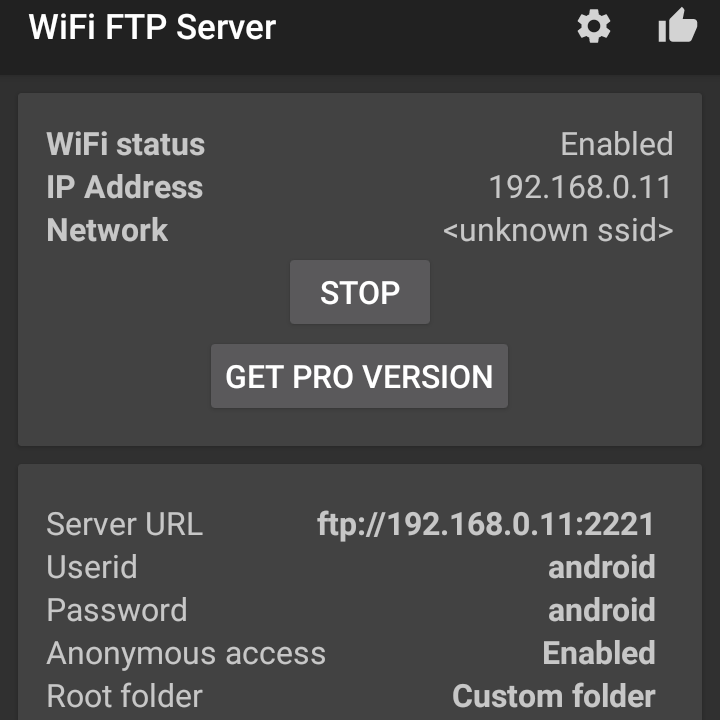 WiFi FTP Server
WiFi status Enabled
IP Address 192.168.0.11
Network <unknown ssid>
STOP
GET PRO VERSION
Server URL ftp://192.168.0.11:2221
Userid android
Password android
Anonymous access Enabled
Root folder Custom folder